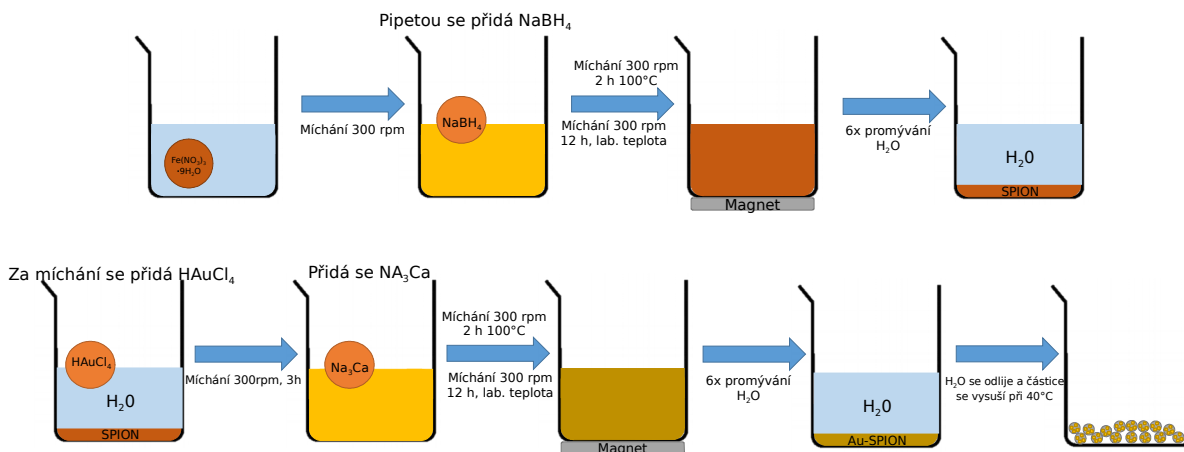 Pipetou se přidá NaBH₄
Fe(NO₃)₃
•9H₂O
Míchání 300 rpm
NaBH₄
Míchání 300 rpm
2 h 100°C
Míchání 300 rpm
12 h, lab. teplota
Magnet
6x promývání
H₂O
H₂0
SPION
Za míchání se přidá HAuCl₄
HAuCl₄
H₂0
SPION
Míchání 300rpm, 3h
Přidá se NA₃Ca
Na₃Ca
Míchání 300 rpm
2 h 100°C
Míchání 300 rpm
12 h, lab. teplota
Magnet
6x promývání
H₂O
H₂0
Au-SPION
H₂O se odlije a částice
se vysuší při 40°C